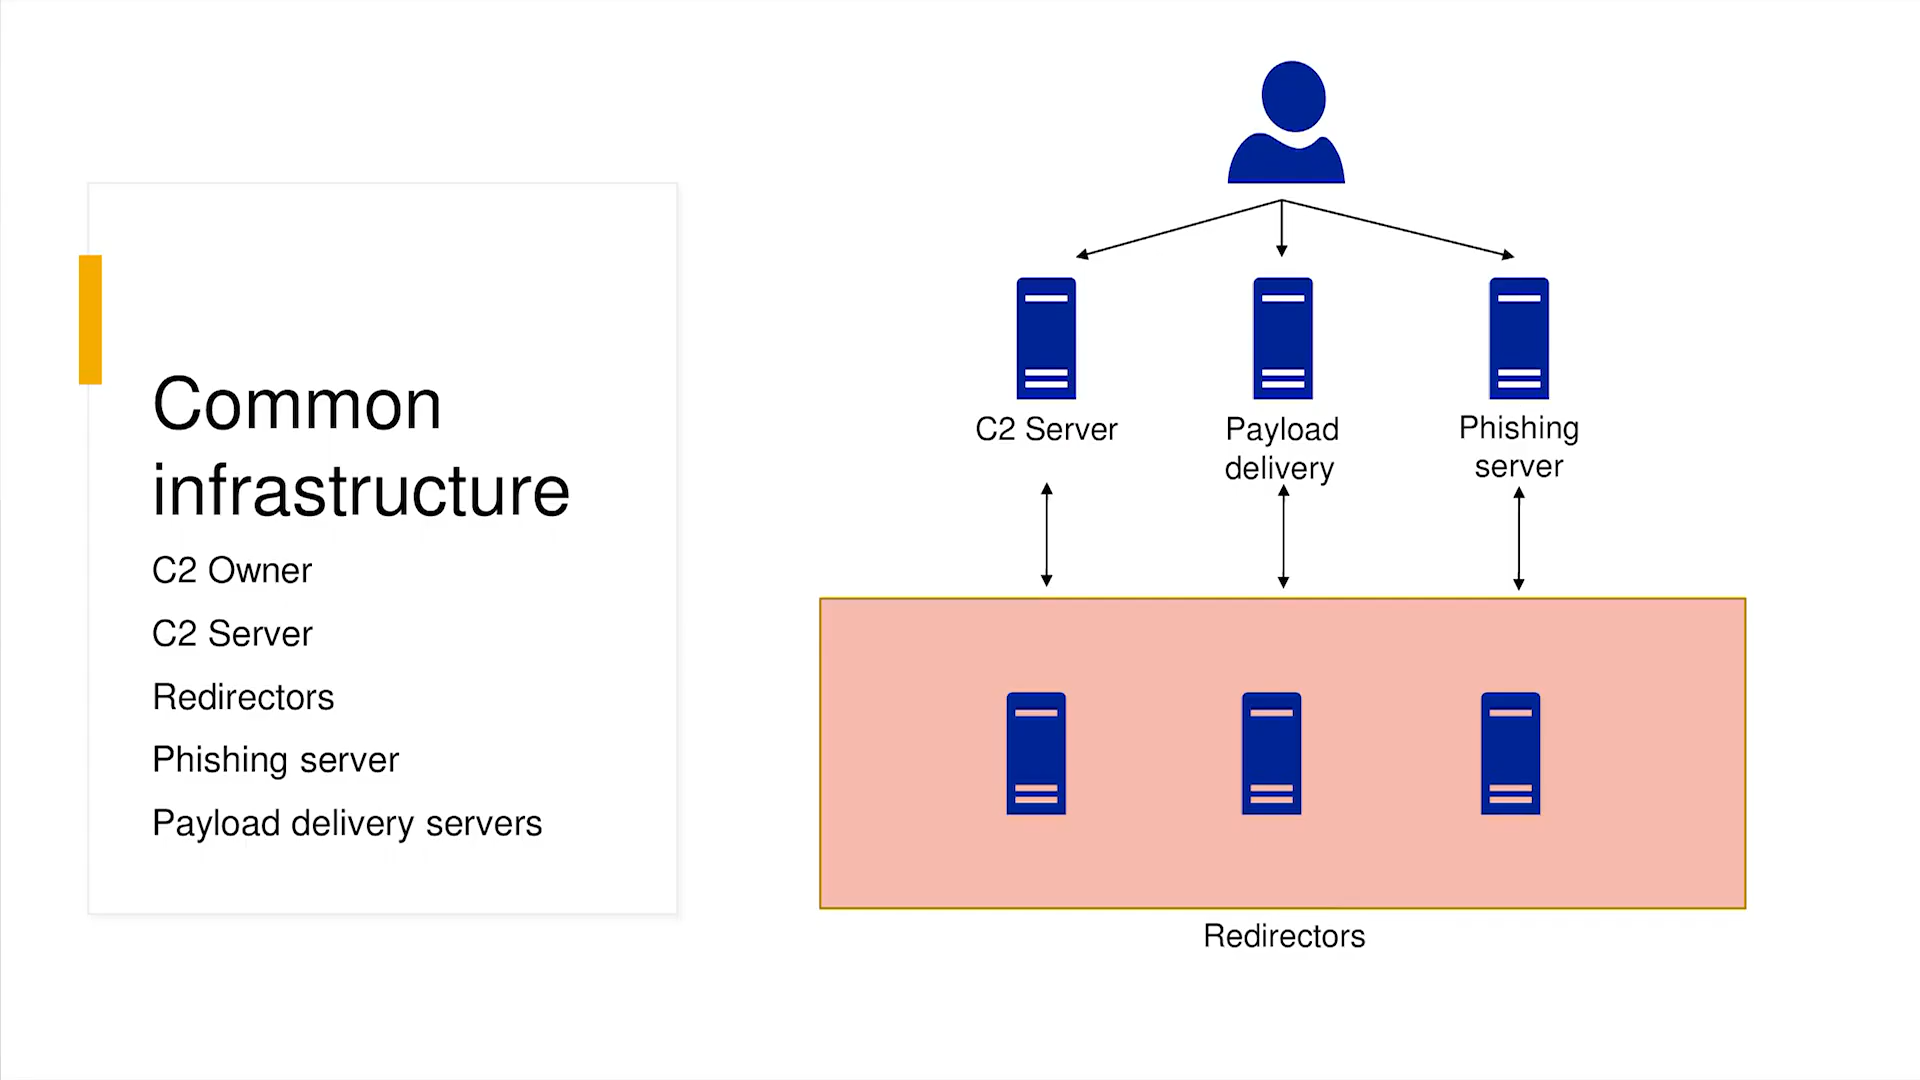 Common
infrastructure
C2 Owner
C2 Server
Redirectors
Phishing server
Payload delivery servers
C2 Server
Payload
delivery
Phishing
server
Redirectors